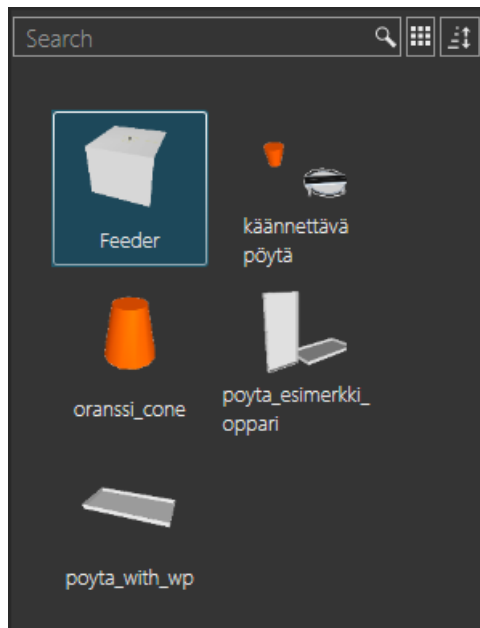 Search
Feeder
käännettävä
pöytä
oranssi_cone
poyta_esimerkki_
oppari
poyta_with_wp